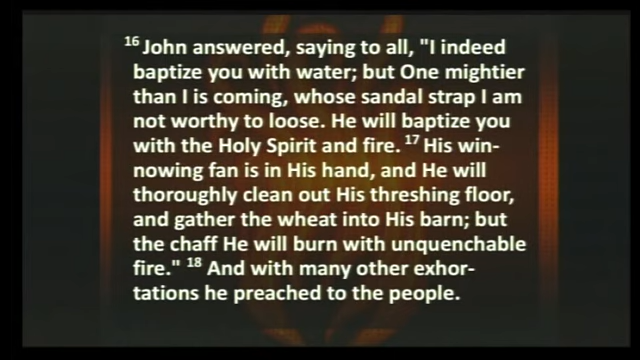 16 John answered, saying to all, "I indeed
baptize you with water; but One mightier
than I is coming, whose sandal strap I am
not worthy to loose. He will baptize you
with the Holy Spirit and fire. 17 His win-
nowing fan is in His hand, and He will
thoroughly clean out His threshing floor,
and gather the wheat into His barn; but
the chaff He will burn with unquenchable
fire." 18 And with many other exhor-
tations he preached to the people.